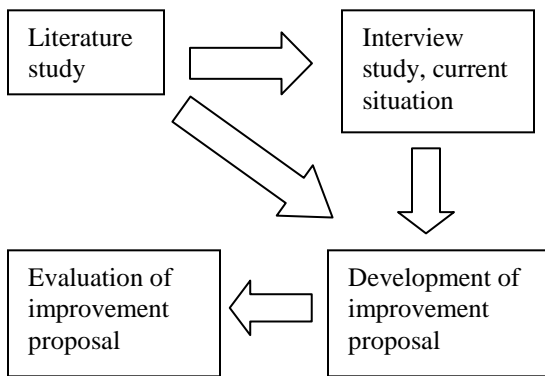 Literature
study
Interview
study, current
situation
Evaluation of
improvement
proposal
Development of
improvement
proposal